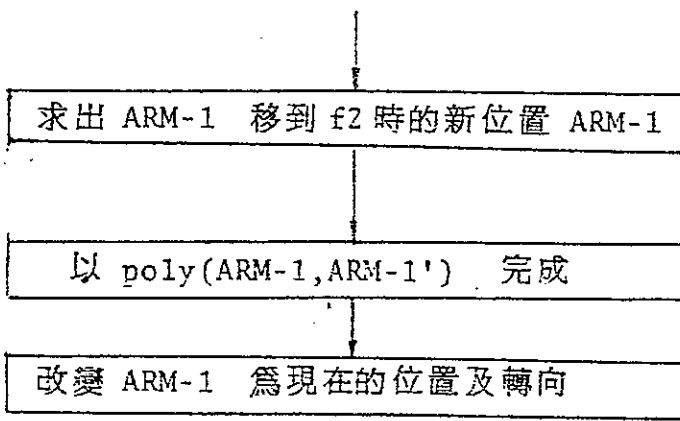 求出 ARM-1 移到 f2 時的新位置 ARM-1
以 poly(ARM-1,ARM-1') 完成
改變 ARM-1 為現在的位置及轉向